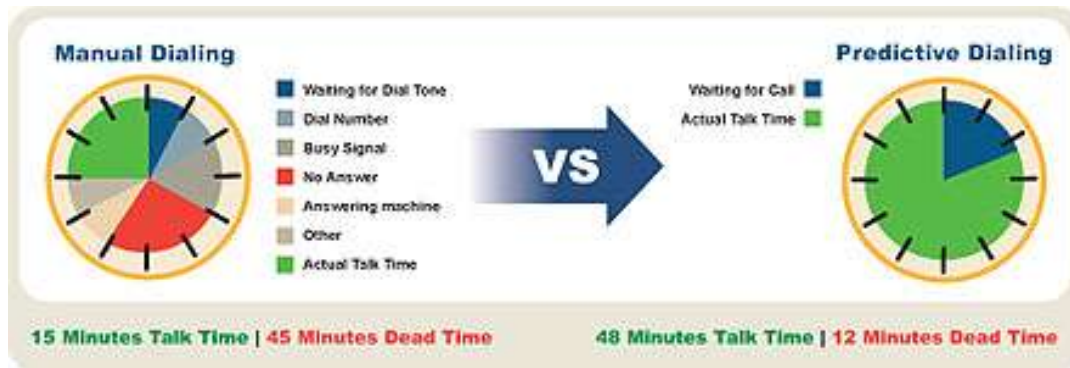 Manual Dialing
Waiting for Dial Tone
Dial Number
Busy Signal
No Answer
Answering machine
Other
Actual Talk Time
VS
Predictive Dialing
Waiting for Call
Actual Talk Time
15 Minutes Talk Time | 45 Minutes Dead Time
48 Minutes Talk Time | 12 Minutes Dead Time